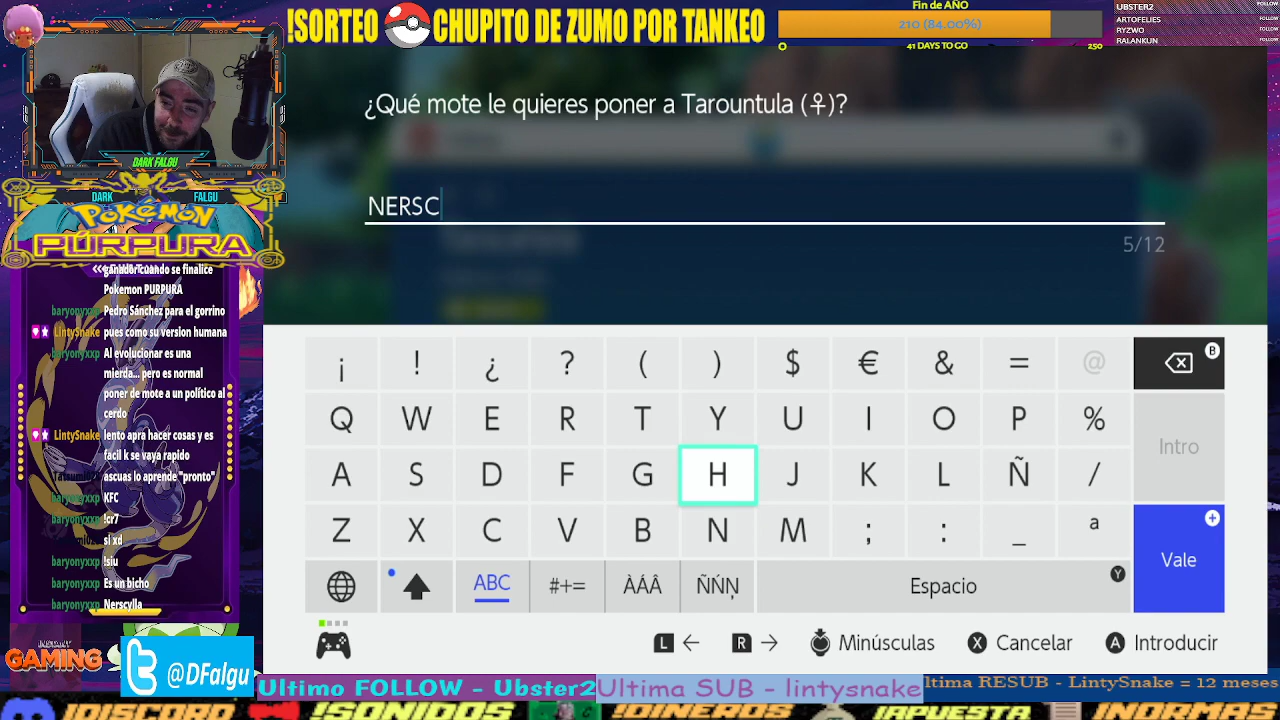 !SORTEO CHUPITO DE ZUMO POR TANKEO
Fin de AÑO
210 (84.00%)
0 41 DAYS TO GO 250
UBSTER2 FOLLOW
ARTOFELIES FOLLOW
RYZWO FOLLOW
RALANKUN FOLLOW
DARK FALGU
DARK FALGU
POKéMON
PÚRPURA
ganador cuando se finalice
Pokemon PURPURA
baryonyxxp Pedro Sánchez para el gorrino
LintySnake pues como su version humana
baryonyxxp Al evolucionar es una
mierda... pero es normal
poner de mote a un político al
cerdo
LintySnake lento apra hacer cosas y es
facil k se vaya rapido
ascuas lo aprende "pronto"
baryonyxxp KFC
baryonyxxp !cr7
si xd
!siu
baryonyxxp Es un bicho
baryonyxxp Nerscylla
¿Qué mote le quieres poner a Tarountula (♀)?
NERSC
5/12
¡ ! ¿ ? ( ) $ € & = @ B
Q W E R T Y U I O P % Intro
A S D F G H J K L Ñ /
Z X C V B N M ; : _ ª + Vale
ABC #+= ÀÁÂ ÑŃŅ Espacio Y
L ← R → Minúsculas X Cancelar A Introducir
INSTANT
GAMING
@DFalgu
Ultimo FOLLOW - Ubster2 Ultima SUB - lintysnake ltima RESUB - LintySnake = 12 meses
!DISCORD !SONIDOS !DINEROS !APUESTA !NORMAS